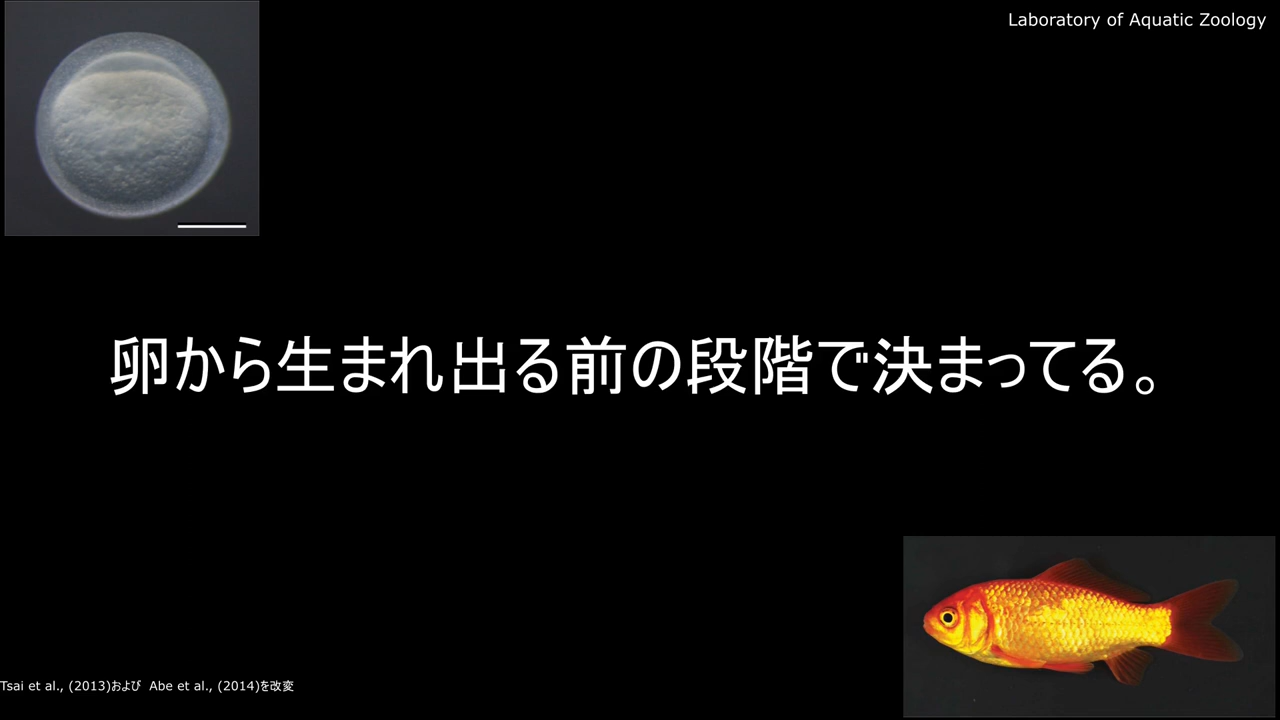 Laboratory of Aquatic Zoology
卵から生まれ出る前の段階で決まってる。
Tsai et al., (2013)および Abe et al., (2014)を改変